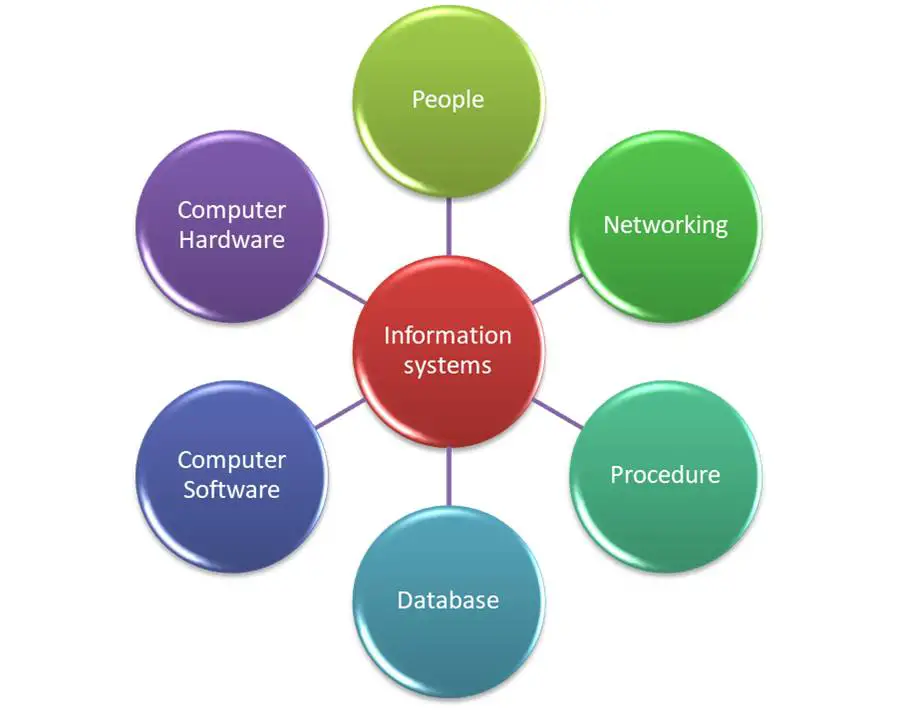 People
Networking
Procedure
Database
Computer
Software
Computer
Hardware
Information
systems